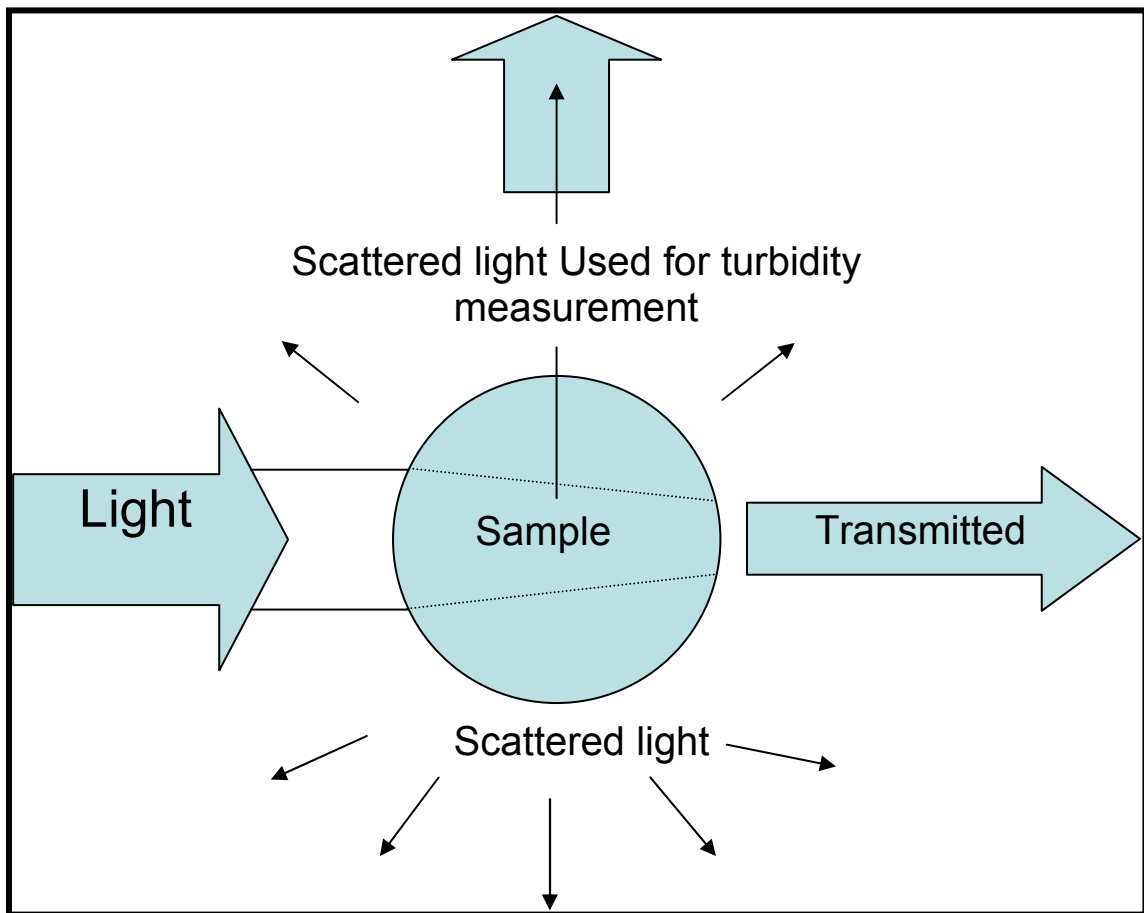 Scattered light Used for turbidity
measurement
Light
Sample
Transmitted
Scattered light